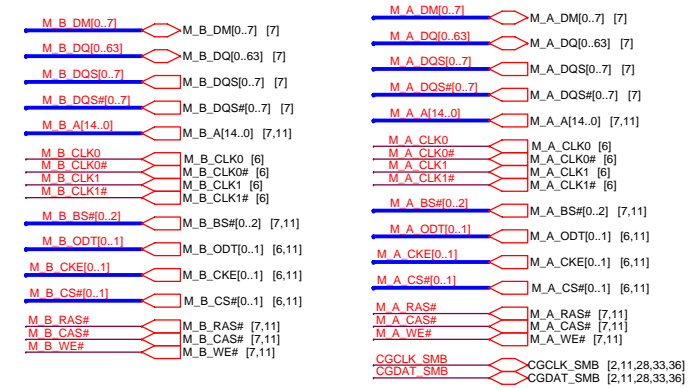 M_B_DM[0..7] M_B_DM[0..7] [7]
M_B_DQ[0..63] M_B_DQ[0..63] [7]
M_B_DQS[0..7] M_B_DQS[0..7] [7]
M_B_DQS#[0..7] M_B_DQS#[0..7] [7]
M_B_A[14..0] M_B_A[14..0] [7,11]
M_B_CLK0 M_B_CLK0 [6]
M_B_CLK0# M_B_CLK0# [6]
M_B_CLK1 M_B_CLK1 [6]
M_B_CLK1# M_B_CLK1# [6]
M_B_BS#[0..2] M_B_BS#[0..2] [7,11]
M_B_ODT[0..1] M_B_ODT[0..1] [6,11]
M_B_CKE[0..1] M_B_CKE[0..1] [6,11]
M_B_CS#[0..1] M_B_CS#[0..1] [6,11]
M_B_RAS# M_B_RAS# [7,11]
M_B_CAS# M_B_CAS# [7,11]
M_B_WE# M_B_WE# [7,11]
M_A_DM[0..7] M_A_DM[0..7] [7]
M_A_DQ[0..63] M_A_DQ[0..63] [7]
M_A_DQS[0..7] M_A_DQS[0..7] [7]
M_A_DQS#[0..7] M_A_DQS#[0..7] [7]
M_A_A[14..0] M_A_A[14..0] [7,11]
M_A_CLK0 M_A_CLK0 [6]
M_A_CLK0# M_A_CLK0# [6]
M_A_CLK1 M_A_CLK1 [6]
M_A_CLK1# M_A_CLK1# [6]
M_A_BS#[0..2] M_A_BS#[0..2] [7,11]
M_A_ODT[0..1] M_A_ODT[0..1] [6,11]
M_A_CKE[0..1] M_A_CKE[0..1] [6,11]
M_A_CS#[0..1] M_A_CS#[0..1] [6,11]
M_A_RAS# M_A_RAS# [7,11]
M_A_CAS# M_A_CAS# [7,11]
M_A_WE# M_A_WE# [7,11]
CGCLK_SMB CGCLK_SMB [2,11,28,33,36]
CGDAT_SMB CGDAT_SMB [2,11,28,33,36]